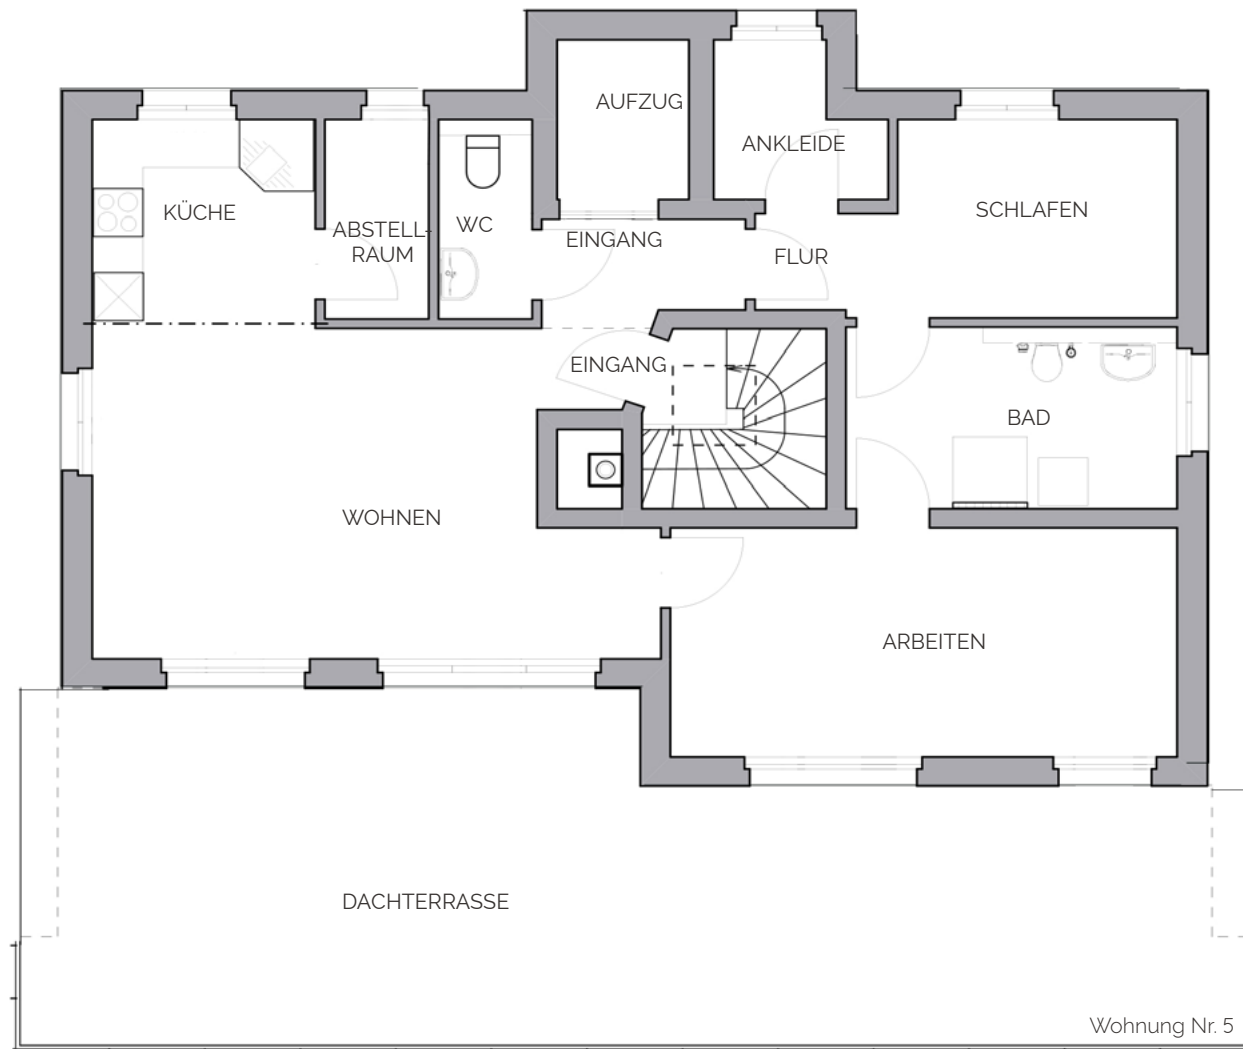 AUFZUG
ANKLEIDE
KÜCHE
ABSTELL-
RAUM
WC
EINGANG
FLUR
SCHLAFEN
EINGANG
BAD
WOHNEN
ARBEITEN
DACHTERRASSE
Wohnung Nr. 5